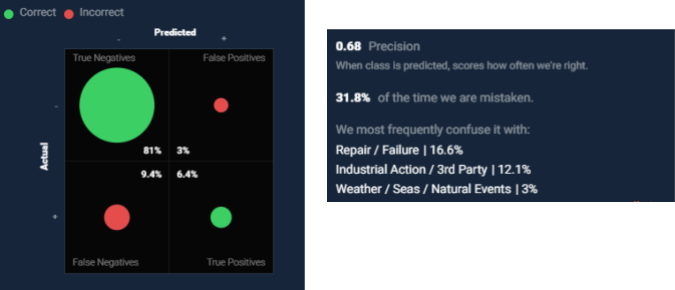 Correct Incorrect
Predicted
- +
True Negatives False Positives
-
81% 3%
Actual
9.4% 6.4%
+
False Negatives True Positives
0.68 Precision
When class is predicted, scores how often we're right.
31.8% of the time we are mistaken.
We most frequently confuse it with:
Repair / Failure | 16.6%
Industrial Action / 3rd Party | 12.1%
Weather / Seas / Natural Events | 3%